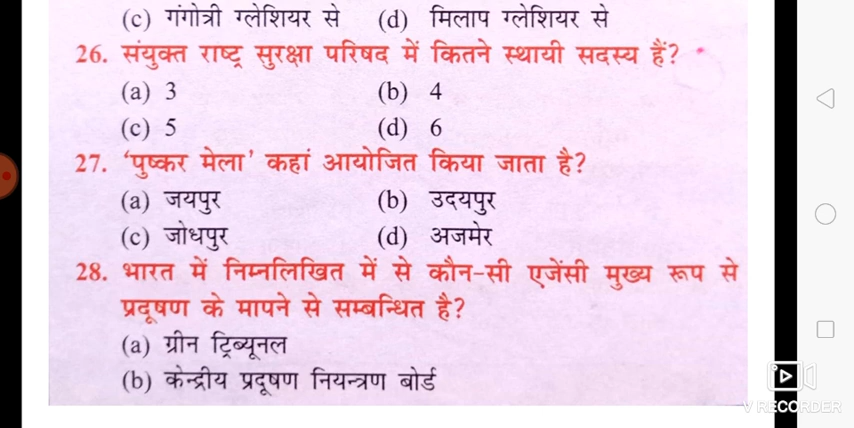 (c) गंगोत्री ग्लेशियर से (d) मिलाप ग्लेशियर से
26. संयुक्त राष्ट्र सुरक्षा परिषद में कितने स्थायी सदस्य हैं?
(a) 3 (b) 4
(c) 5 (d) 6
27. ‘पुष्कर मेला’ कहां आयोजित किया जाता है?
(a) जयपुर (b) उदयपुर
(c) जोधपुर (d) अजमेर
28. भारत में निम्नलिखित में से कौन-सी एजेंसी मुख्य रूप से
प्रदूषण के मापने से सम्बन्धित है?
(a) ग्रीन ट्रिब्यूनल
(b) केन्द्रीय प्रदूषण नियन्त्रण बोर्ड
V RECORDER